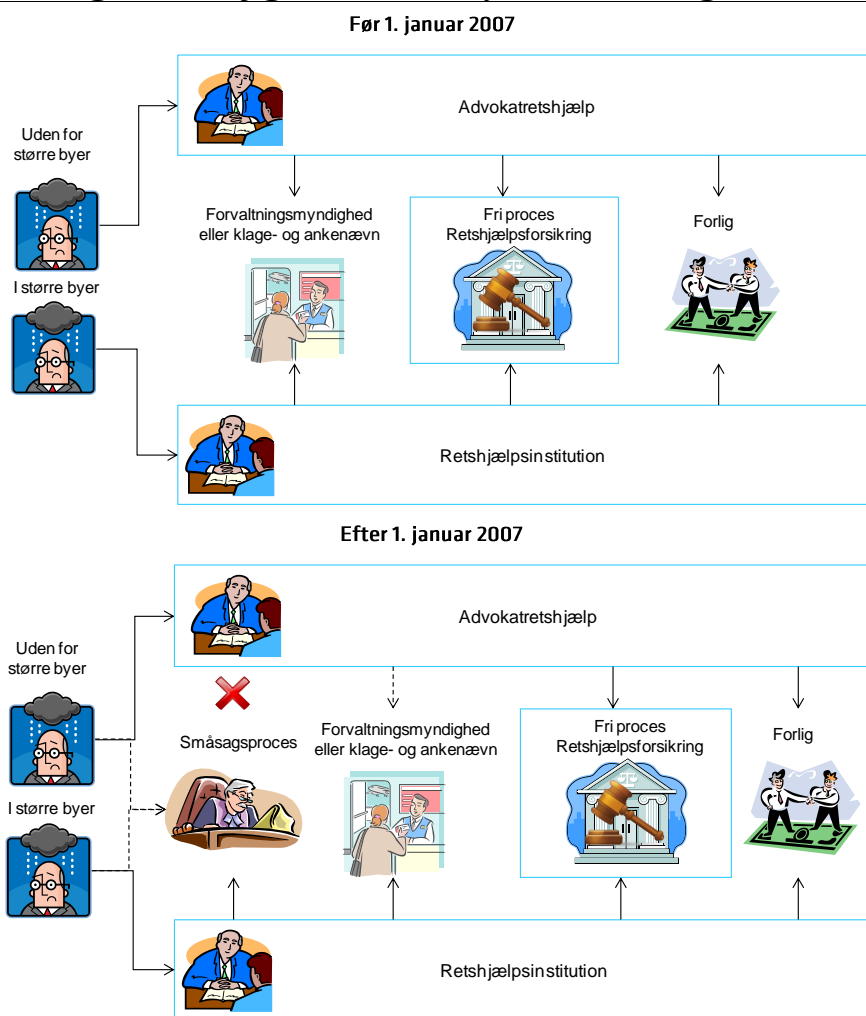 Før 1. januar 2007
Advokatretshjælp
Uden for
større byer
Forvaltningsmyndighed
eller klage- og ankenævn
Fri proces
Retshjælpsforsikring
Forlig
I større byer
Retshjælpsinstitution
Efter 1. januar 2007
Advokatretshjælp
Uden for
større byer
Småsagsproces
Forvaltningsmyndighed
eller klage- og ankenævn
Fri proces
Retshjælpsforsikring
Forlig
I større byer
Retshjælpsinstitution